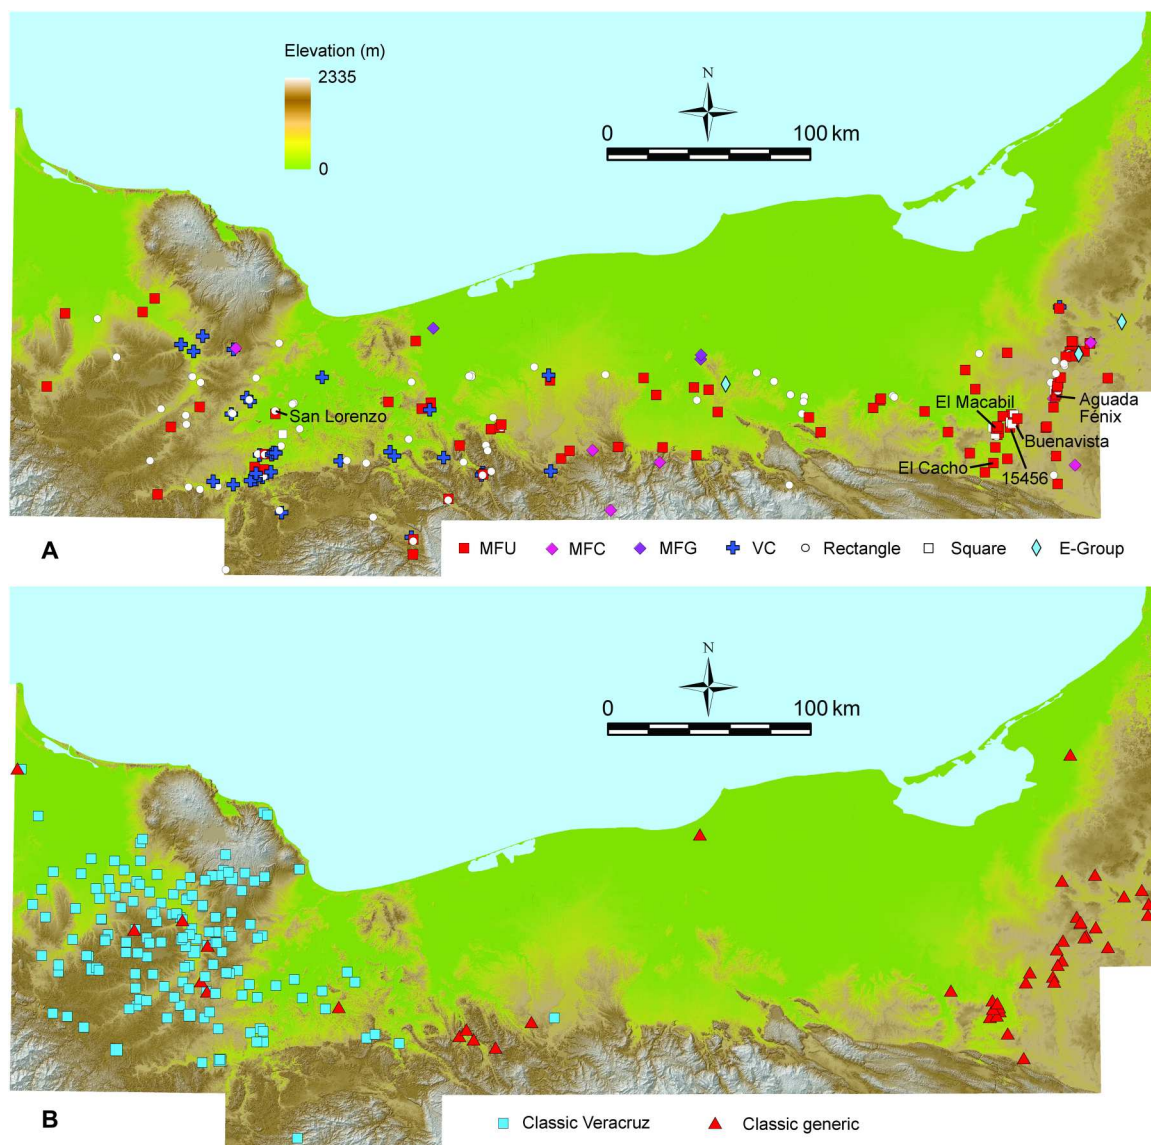 Elevation (m)
2335
0
N
0 100 km
San Lorenzo
El Macabil
Aguada
Fénix
Buenavista
El Cacho
15456
A
MFU MFC MFG VC Rectangle Square E-Group
N
0 100 km
B
Classic Veracruz Classic generic